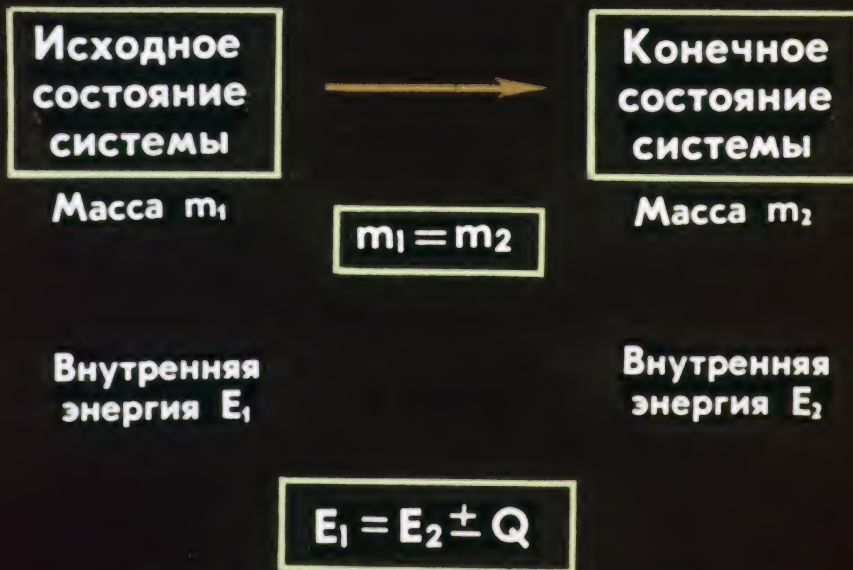 Исходное
состояние
системы
Масса m₁
Конечное
состояние
системы
Масса m₂
m₁ = m₂
Внутренняя
энергия E₁
Внутренняя
энергия E₂
E₁ = E₂ ± Q